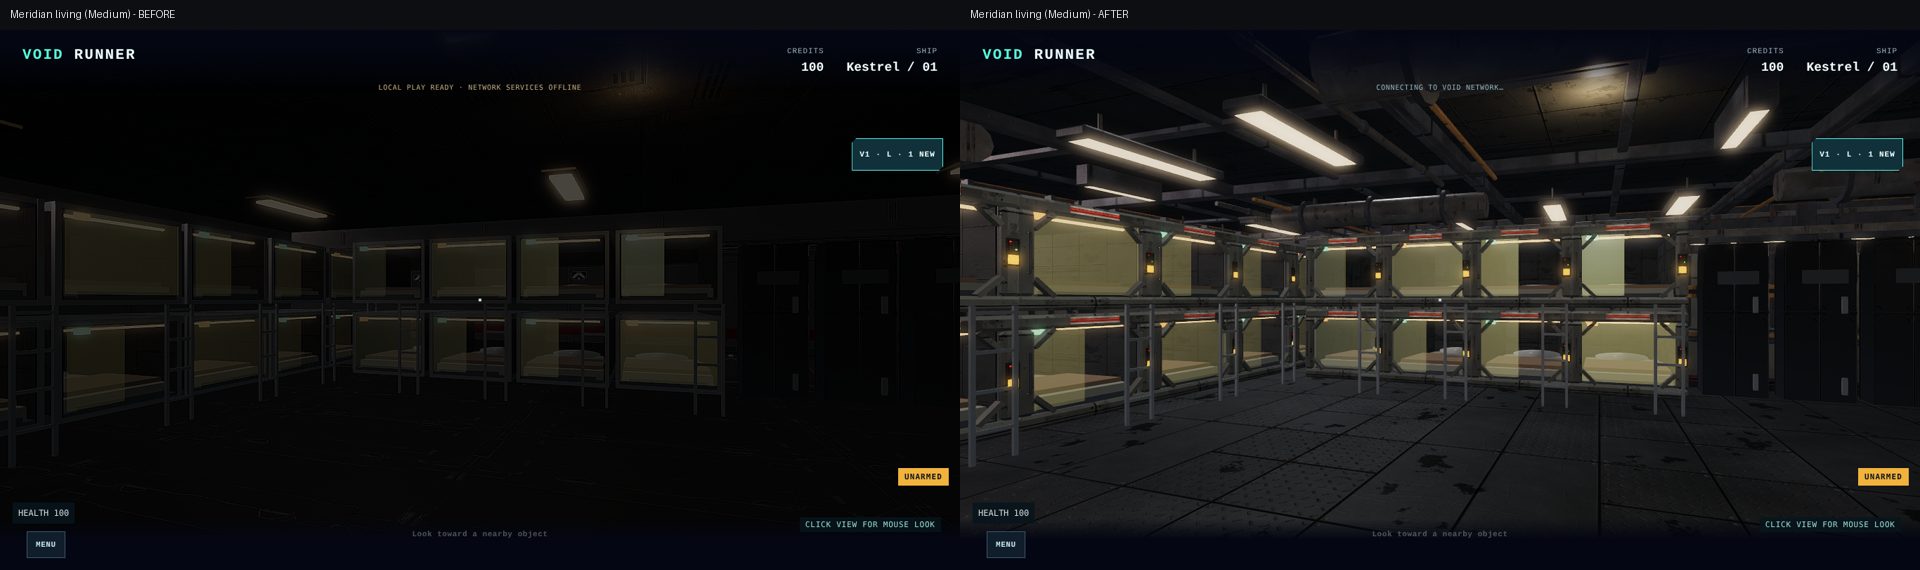 Meridian living (Medium) - BEFORE
VOID RUNNER
CREDITS
100
SHIP
Kestrel / 01
LOCAL PLAY READY · NETWORK SERVICES OFFLINE
V1 · L · 1 NEW
UNARMED
HEALTH 100
CLICK VIEW FOR MOUSE LOOK
Look toward a nearby object
MENU
Meridian living (Medium) - AFTER
VOID RUNNER
CREDITS
100
SHIP
Kestrel / 01
CONNECTING TO VOID NETWORK…
V1 · L · 1 NEW
UNARMED
HEALTH 100
CLICK VIEW FOR MOUSE LOOK
Look toward a nearby object
MENU